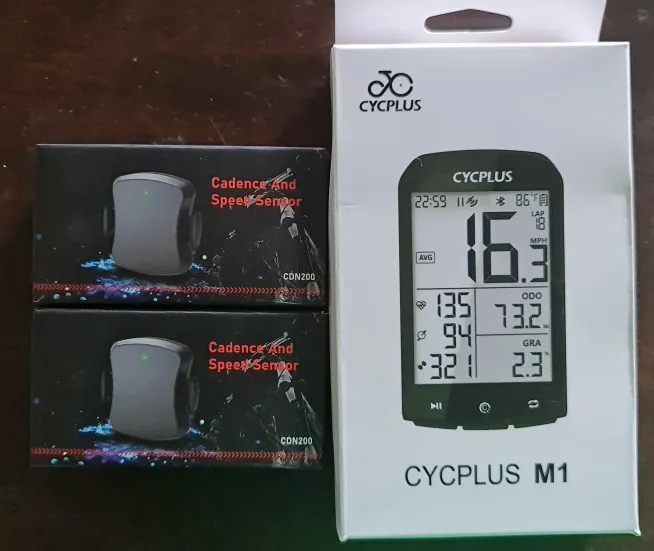 Cadence And
Speed Sensor
CDN200
Cadence And
Speed Sensor
CDN200
CYCPLUS
CYCPLUS
22:59 86°F
LAP
18
MPH
AVG
16.3
135
94
321
ODO
73.2
GRA
2.3
CYCPLUS M1